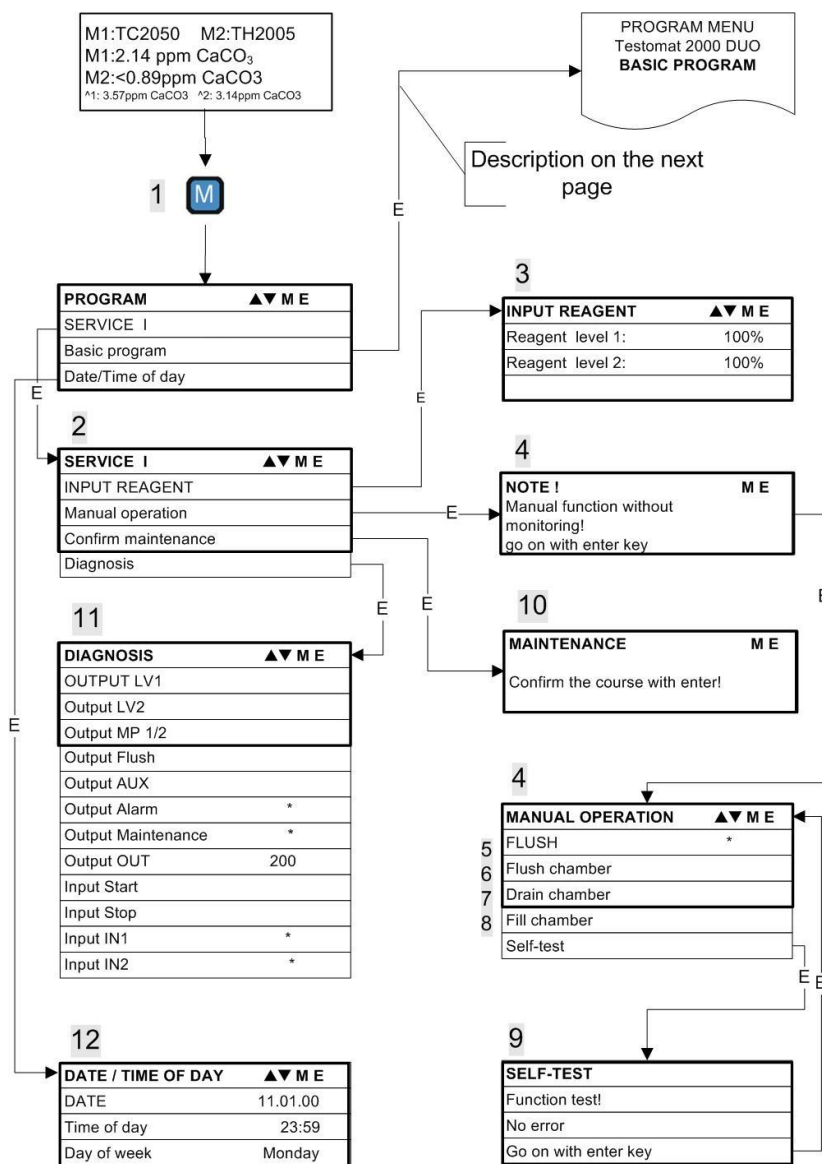 M1:TC2050 M2:TH2005
M1:2.14 ppm CaCO₃
M2:<0.89ppm CaCO3
^1: 3.57ppm CaCO3 ^2: 3.14ppm CaCO3
PROGRAM MENU
Testomat 2000 DUO
BASIC PROGRAM
Description on the next
page
1 M
E
PROGRAM ▲▼ M E
SERVICE I
Basic program
Date/Time of day
E
3
INPUT REAGENT ▲▼ M E
Reagent level 1: 100%
Reagent level 2: 100%
E
2
SERVICE I ▲▼ M E
INPUT REAGENT
Manual operation
Confirm maintenance
Diagnosis
E
4
NOTE ! M E
Manual function without
monitoring!
go on with enter key
E
E
E
10
MAINTENANCE M E
Confirm the course with enter!
11
DIAGNOSIS ▲▼ M E
OUTPUT LV1
Output LV2
Output MP 1/2
Output Flush
Output AUX
Output Alarm *
Output Maintenance *
Output OUT 200
Input Start
Input Stop
Input IN1 *
Input IN2 *
E
4
MANUAL OPERATION ▲▼ M E
5 FLUSH *
6 Flush chamber
7 Drain chamber
8 Fill chamber
Self-test
E E
12
DATE / TIME OF DAY ▲▼ M E
DATE 11.01.00
Time of day 23:59
Day of week Monday
9
SELF-TEST
Function test!
No error
Go on with enter key